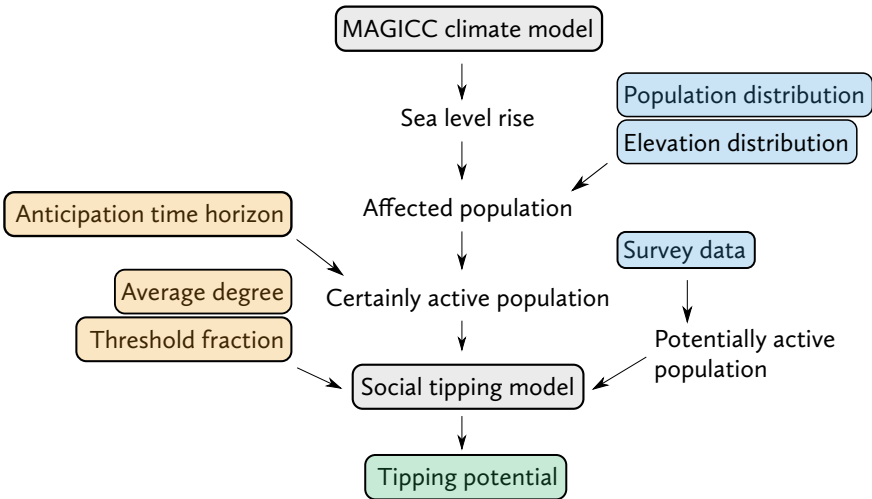 MAGICC climate model
Population distribution
Sea level rise
Elevation distribution
Anticipation time horizon
Affected population
Survey data
Average degree
Certainly active population
Threshold fraction
Potentially active
population
Social tipping model
Tipping potential